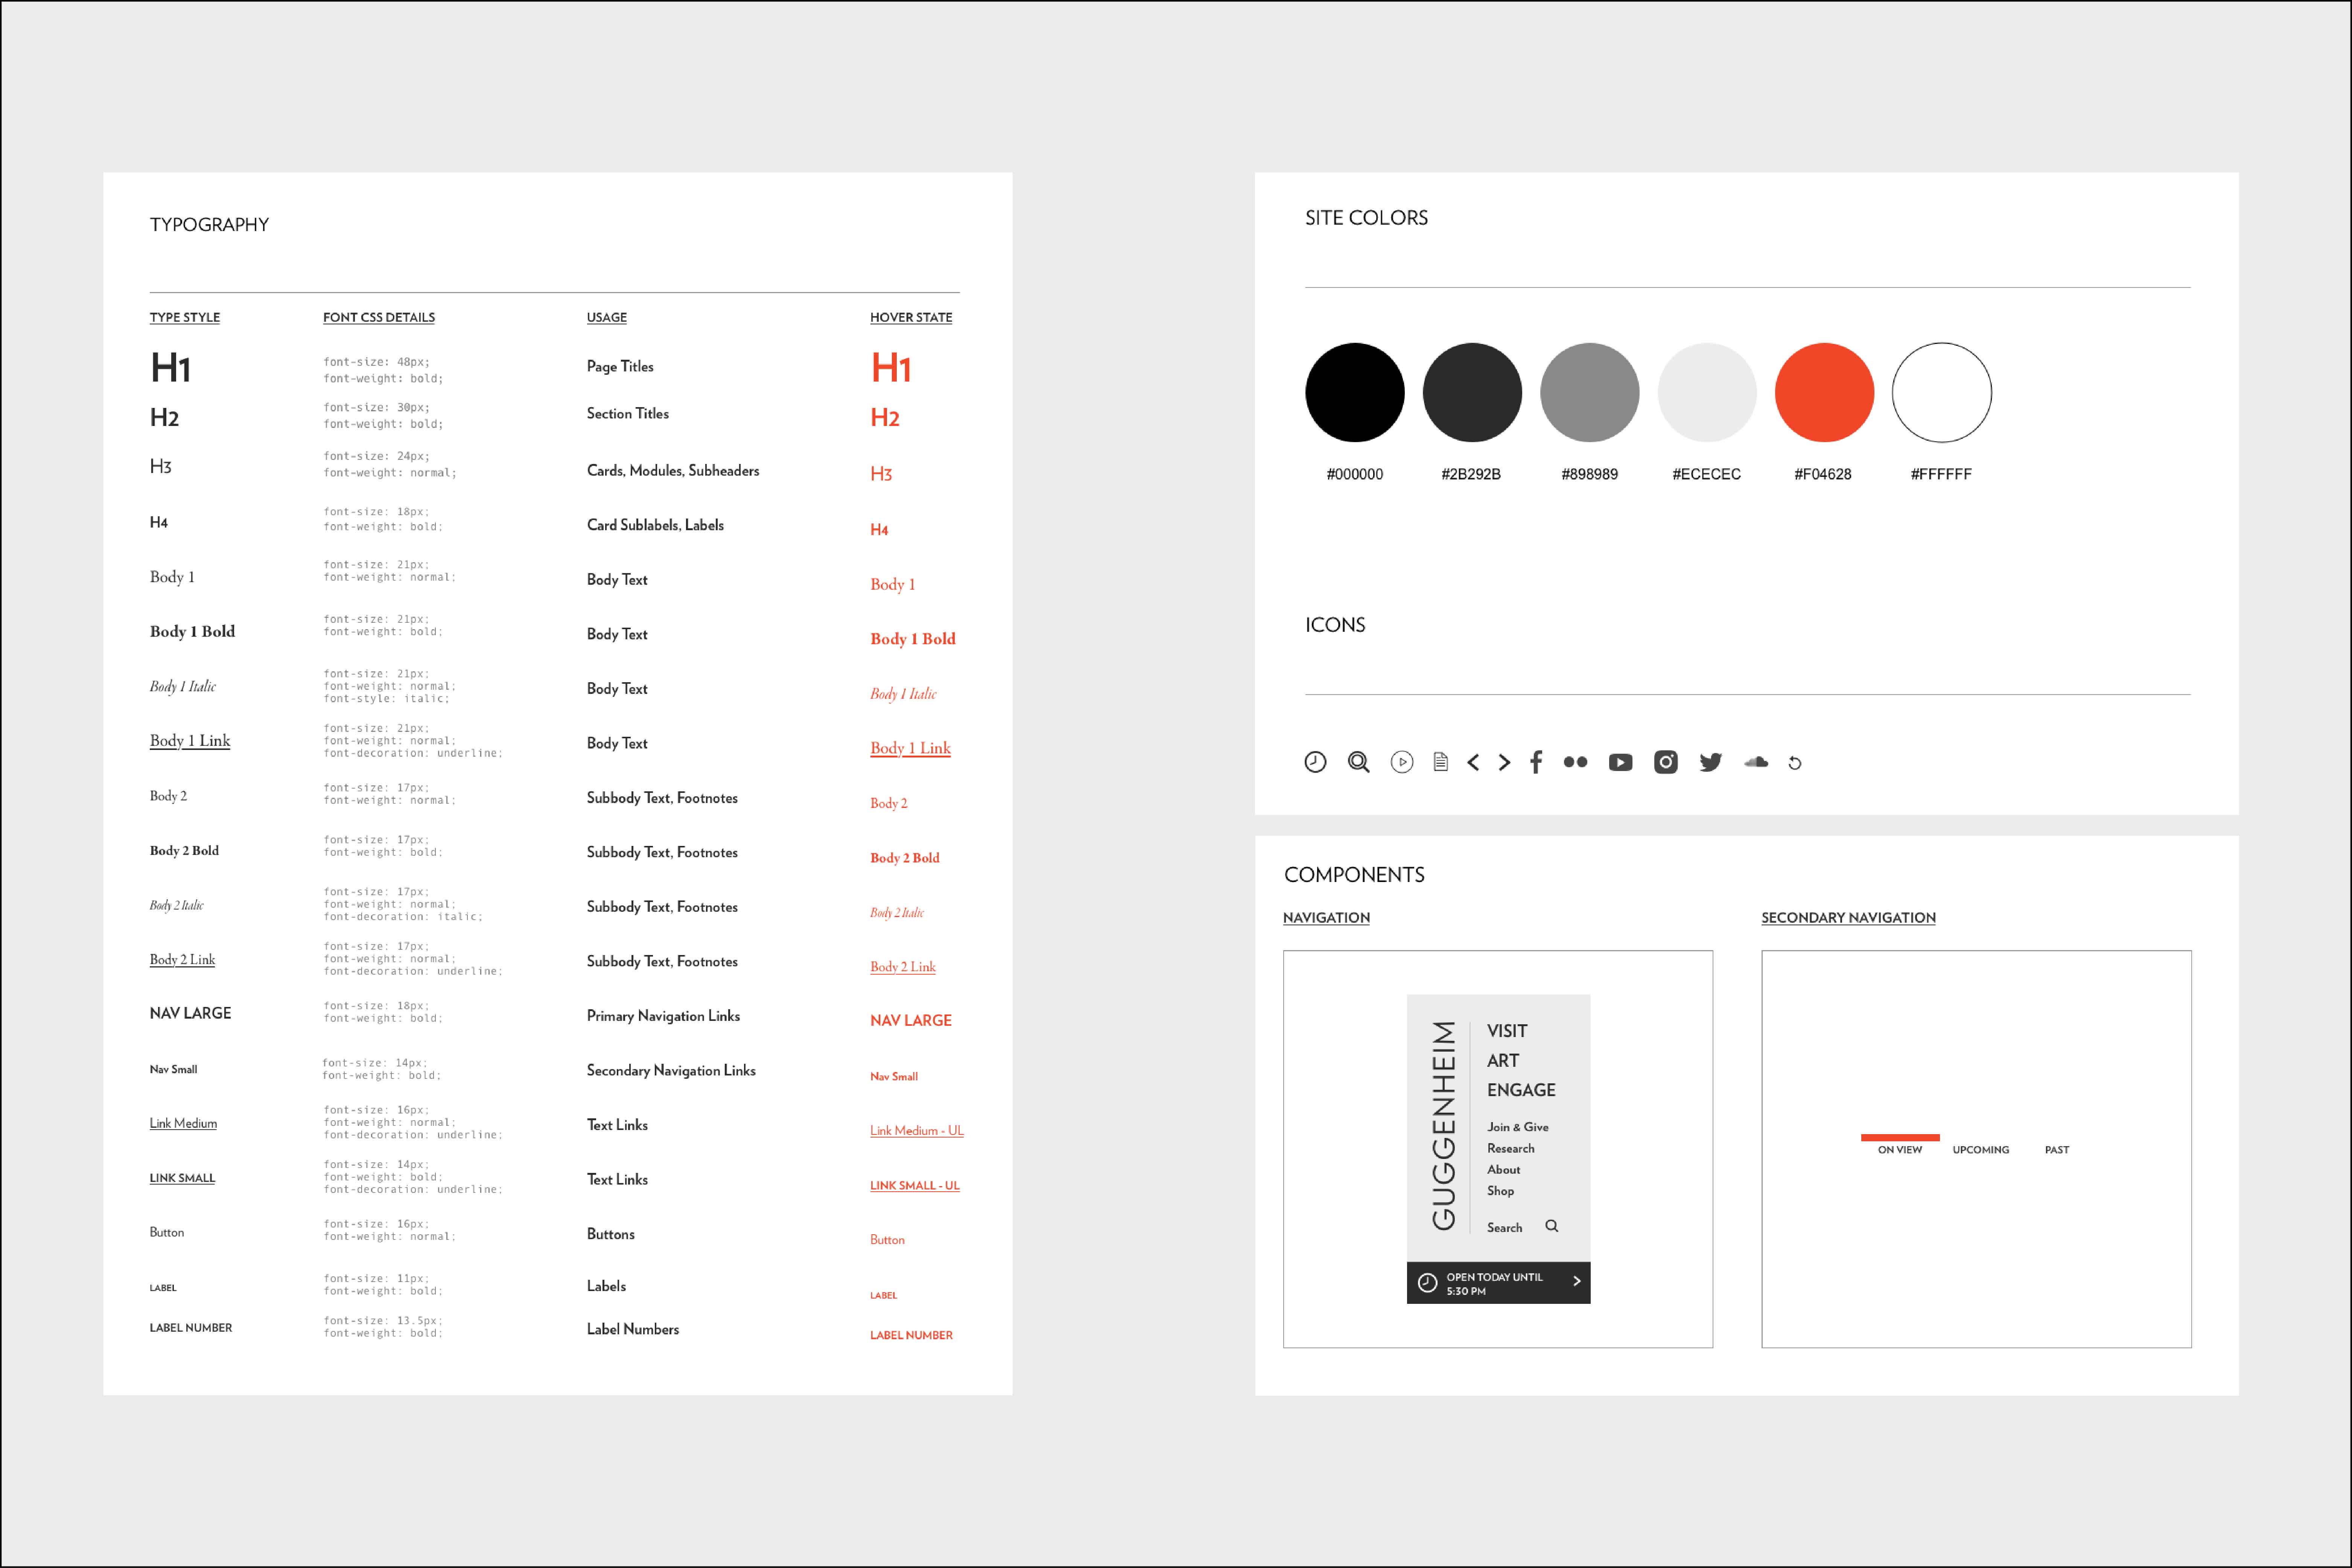 TYPOGRAPHY
TYPE STYLE
FONT CSS DETAILS
USAGE
HOVER STATE
H1
font-size: 48px;
font-weight: bold;
Page Titles
H1
H2
font-size: 30px;
font-weight: bold;
Section Titles
H2
H3
font-size: 24px;
font-weight: normal;
Cards, Modules, Subheaders
H3
H4
font-size: 18px;
font-weight: bold;
Card Sublabels, Labels
H4
Body 1
font-size: 21px;
font-weight: normal;
Body Text
Body 1
Body 1 Bold
font-size: 21px;
font-weight: bold;
Body Text
Body 1 Bold
Body 1 Italic
font-size: 21px;
font-weight: normal;
font-style: italic;
Body Text
Body 1 Italic
Body 1 Link
font-size: 21px;
font-weight: normal;
font-decoration: underline;
Body Text
Body 1 Link
Body 2
font-size: 17px;
font-weight: normal;
Subbody Text, Footnotes
Body 2
Body 2 Bold
font-size: 17px;
font-weight: bold;
Subbody Text, Footnotes
Body 2 Bold
Body 2 Italic
font-size: 17px;
font-weight: normal;
font-decoration: italic;
Subbody Text, Footnotes
Body 2 Italic
Body 2 Link
font-size: 17px;
font-weight: normal;
font-decoration: underline;
Subbody Text, Footnotes
Body 2 Link
NAV LARGE
font-size: 18px;
font-weight: bold;
Primary Navigation Links
NAV LARGE
Nav Small
font-size: 14px;
font-weight: bold;
Secondary Navigation Links
Nav Small
Link Medium
font-size: 16px;
font-weight: normal;
font-decoration: underline;
Text Links
Link Medium - UL
LINK SMALL
font-size: 14px;
font-weight: bold;
font-decoration: underline;
Text Links
LINK SMALL - UL
Button
font-size: 16px;
font-weight: normal;
Buttons
Button
LABEL
font-size: 11px;
font-weight: bold;
Labels
LABEL
LABEL NUMBER
font-size: 13.5px;
font-weight: bold;
Label Numbers
LABEL NUMBER
SITE COLORS
#000000
#2B292B
#898989
#ECECEC
#F04628
#FFFFFF
ICONS
COMPONENTS
NAVIGATION
GUGGENHEIM
VISIT
ART
ENGAGE
Join & Give
Research
About
Shop
Search
OPEN TODAY UNTIL
5:30 PM
SECONDARY NAVIGATION
ON VIEW
UPCOMING
PAST